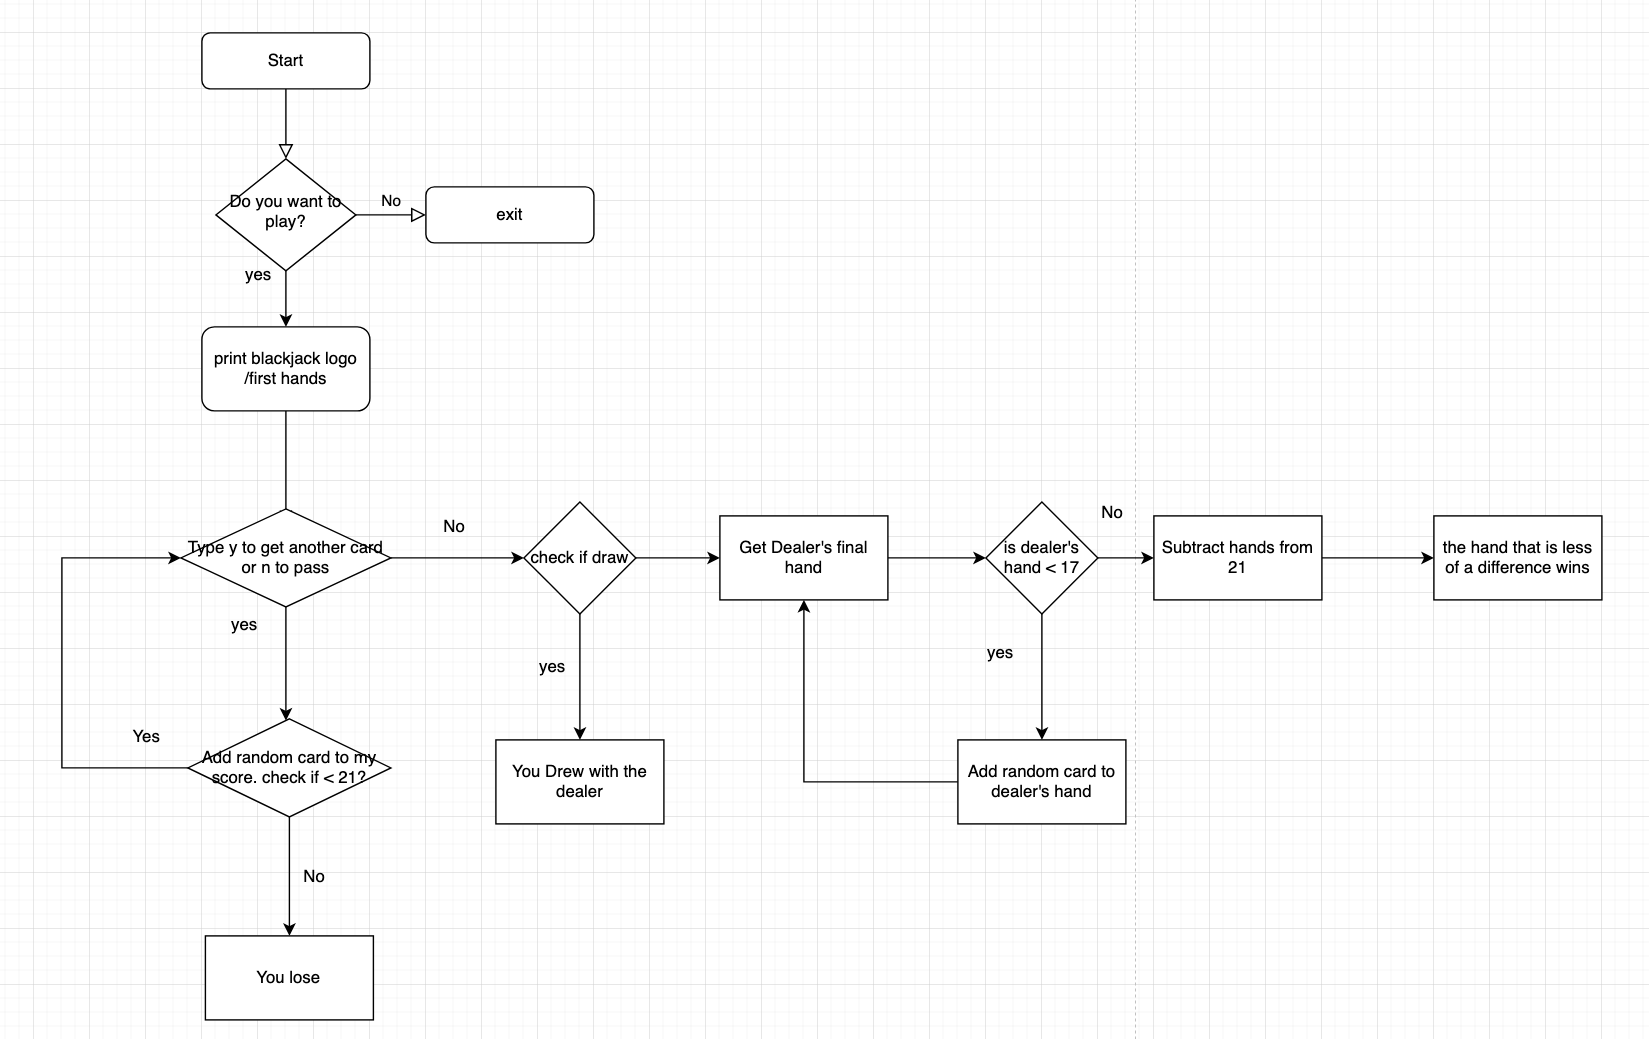 Start
Do you want to
play?
No
exit
yes
print blackjack logo
/first hands
Type y to get another card
or n to pass
No
check if draw
Get Dealer's final
hand
is dealer's
hand < 17
No
Subtract hands from
21
the hand that is less
of a difference wins
yes
yes
yes
Yes
Add random card to my
score. check if < 21?
You Drew with the
dealer
Add random card to
dealer's hand
No
You lose